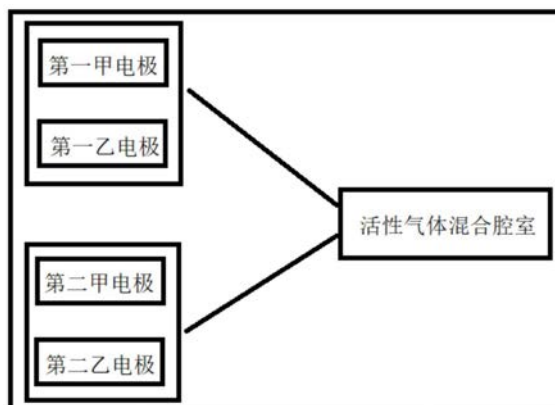 第一甲电极
第一乙电极
活性气体混合腔室
第二甲电极
第二乙电极